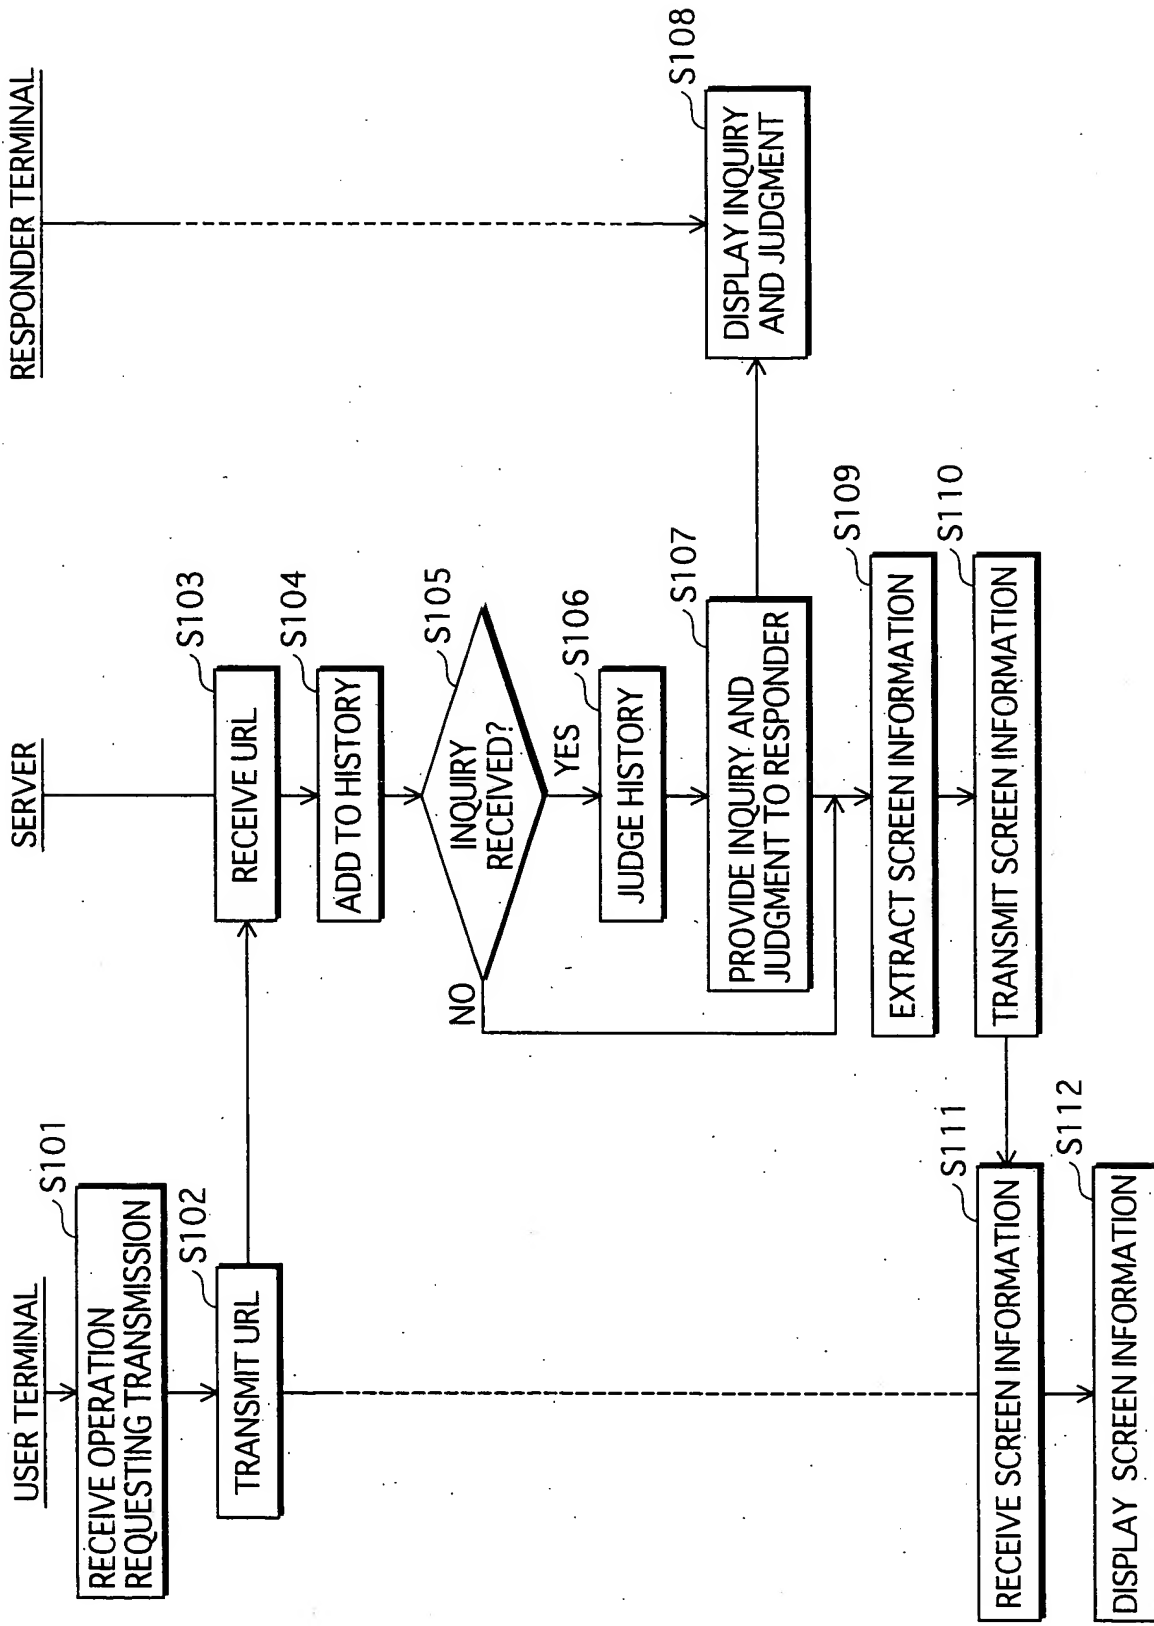 USER TERMINAL
SERVER
RESPONDER TERMINAL
S101
RECEIVE OPERATION
REQUESTING TRANSMISSION
S102
TRANSMIT URL
S103
RECEIVE URL
S104
ADD TO HISTORY
S105
INQUIRY
RECEIVED?
NO
YES
S106
JUDGE HISTORY
S107
PROVIDE INQUIRY AND
JUDGMENT TO RESPONDER
S108
DISPLAY INQUIRY
AND JUDGMENT
S109
EXTRACT SCREEN INFORMATION
S110
TRANSMIT SCREEN INFORMATION
S111
RECEIVE SCREEN INFORMATION
S112
DISPLAY SCREEN INFORMATION